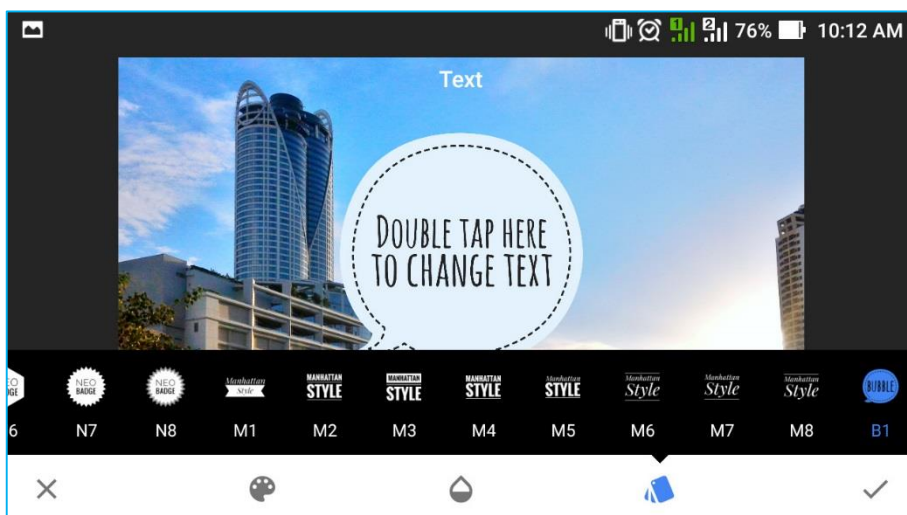 1 2 76% 10:12 AM
Text
DOUBLE TAP HERE
TO CHANGE TEXT
NEO
BADGE
NEO
BADGE
Manhattan
Style
MANHATTAN
STYLE
MANHATTAN
STYLE
MANHATTAN
STYLE
Manhattan
STYLE
Manhattan
Style
Manhattan
Style
Manhattan
Style
BUBBLE
6 N7 N8 M1 M2 M3 M4 M5 M6 M7 M8 B1